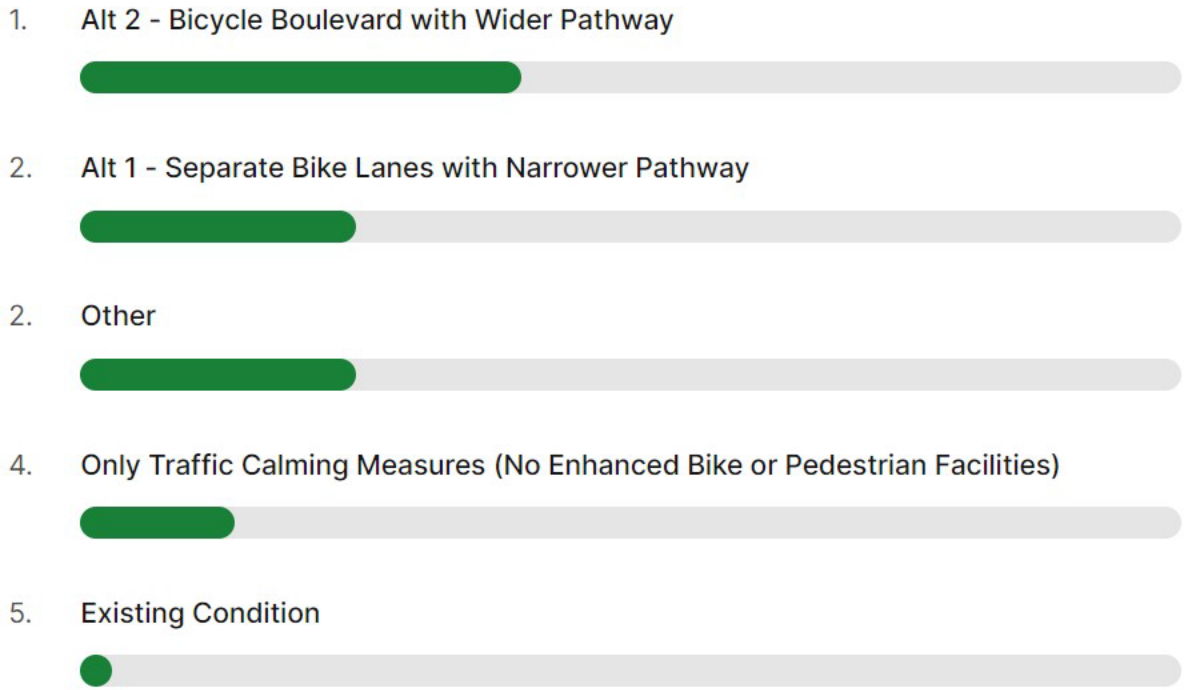 1. Alt 2 - Bicycle Boulevard with Wider Pathway
2. Alt 1 - Separate Bike Lanes with Narrower Pathway
2. Other
4. Only Traffic Calming Measures (No Enhanced Bike or Pedestrian Facilities)
5. Existing Condition